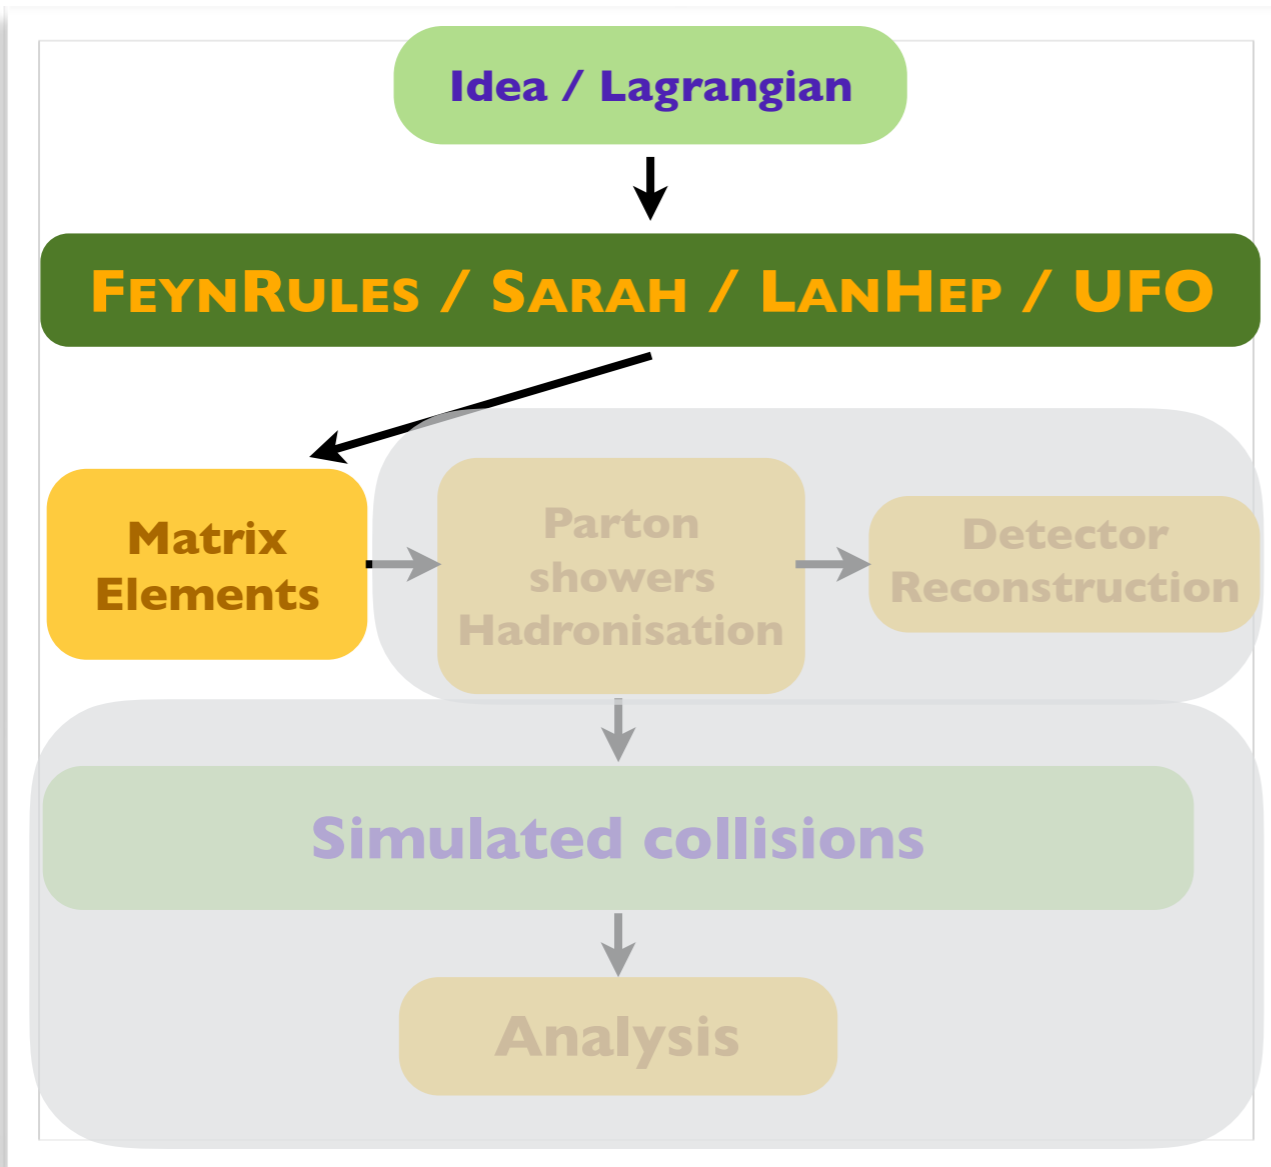 Idea / Lagrangian
FEYNRULES / SARAH / LANHEP / UFO
Matrix
Elements
Parton
showers
Hadronisation
Detector
Reconstruction
Simulated collisions
Analysis